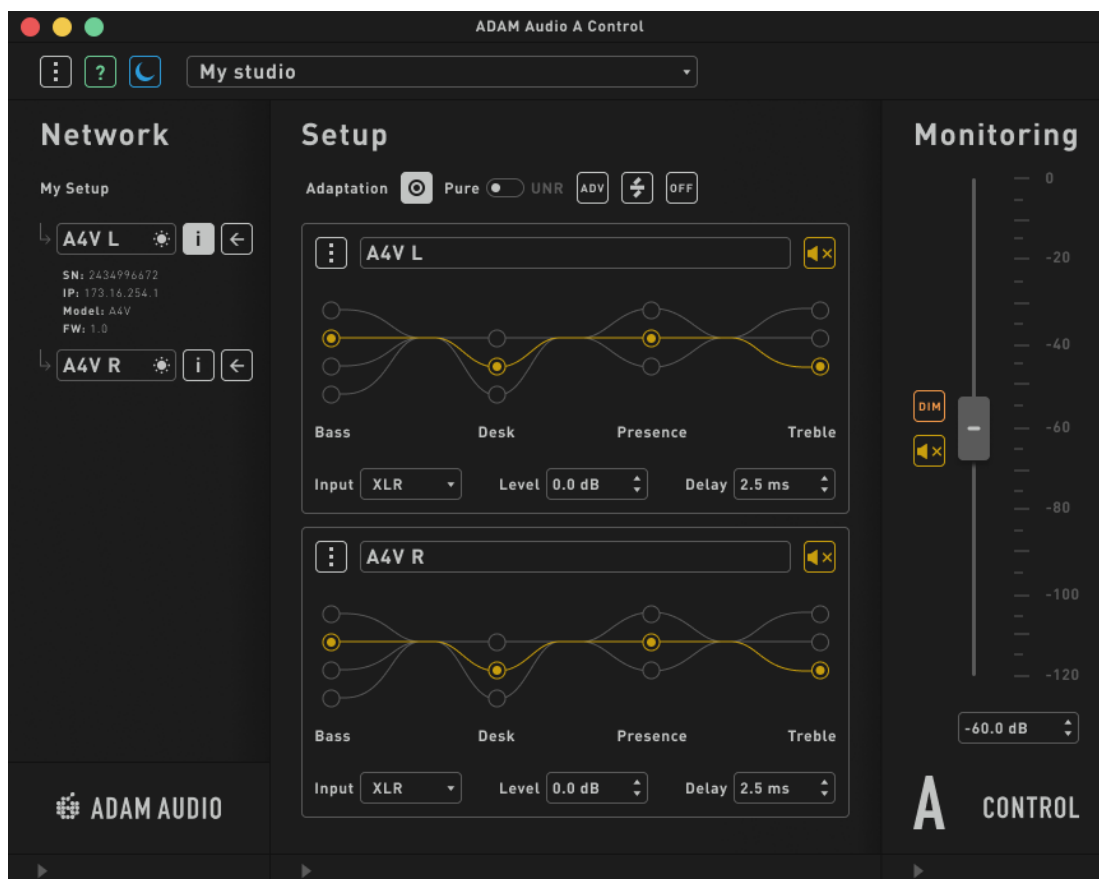 ADAM Audio A Control
?
My studio
Network
My Setup
A4V L
i
SN: 2434996672
IP: 173.16.254.1
Model: A4V
FW: 1.0
A4V R
i
ADAM AUDIO
Setup
Adaptation Pure UNR ADV OFF
A4V L
Bass Desk Presence Treble
Input XLR Level 0.0 dB Delay 2.5 ms
A4V R
Bass Desk Presence Treble
Input XLR Level 0.0 dB Delay 2.5 ms
Monitoring
0
-20
-40
DIM
-60
-80
-100
-120
-60.0 dB
A CONTROL